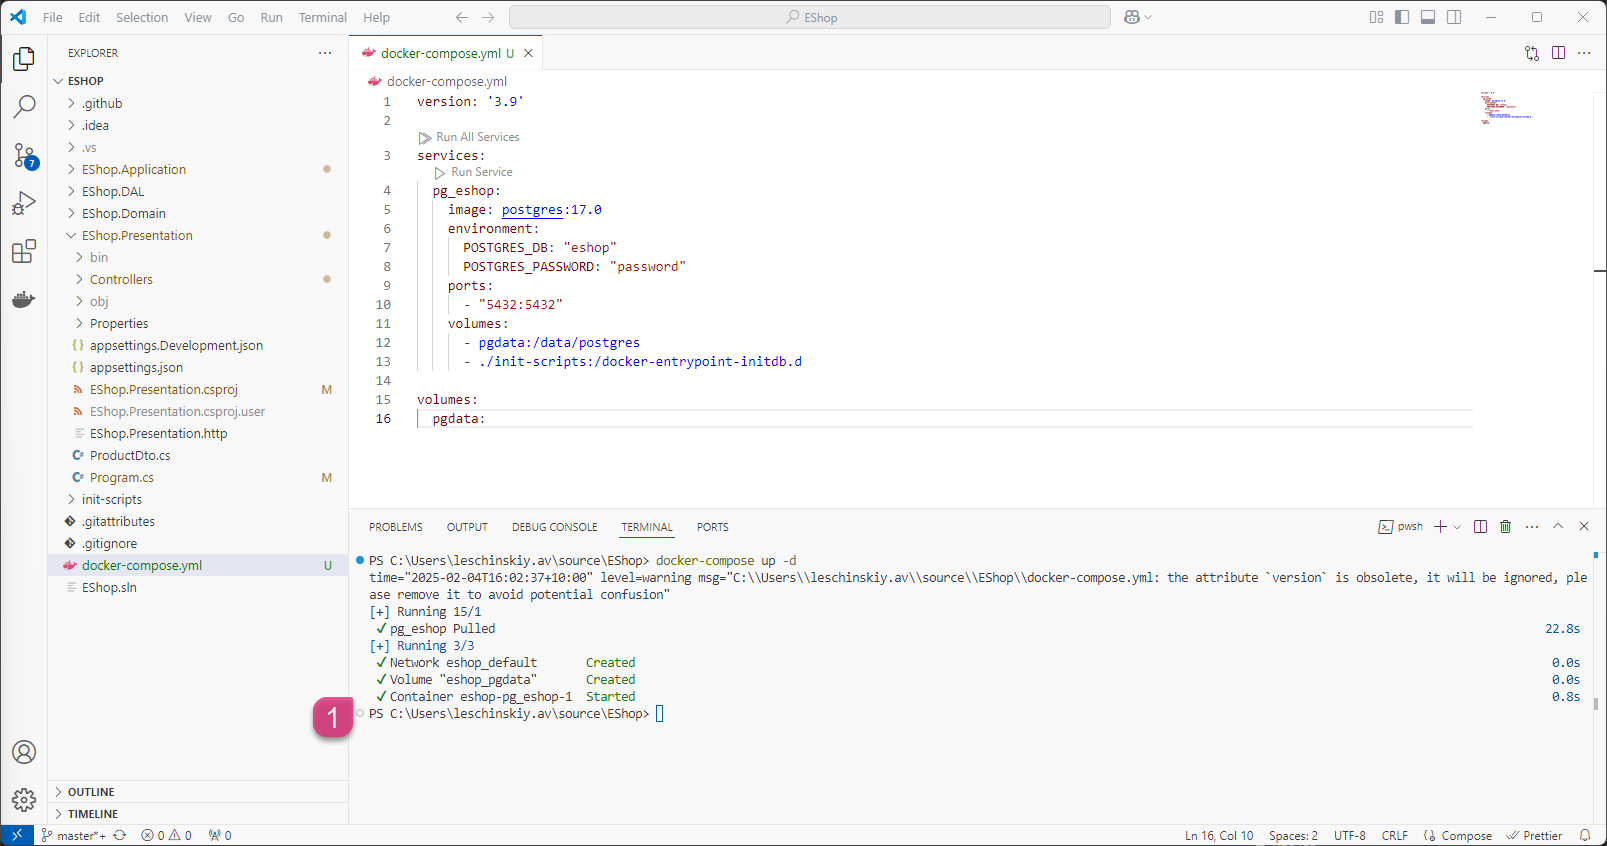 File Edit Selection View Go Run Terminal Help
EShop
EXPLORER
ESHOP
.github
.idea
.vs
EShop.Application
EShop.DAL
EShop.Domain
EShop.Presentation
bin
Controllers
obj
Properties
{} appsettings.Development.json
{} appsettings.json
EShop.Presentation.csproj M
EShop.Presentation.csproj.user
EShop.Presentation.http
ProductDto.cs
Program.cs M
init-scripts
.gitattributes
.gitignore
docker-compose.yml U
EShop.sln
OUTLINE
TIMELINE
7
docker-compose.yml U
docker-compose.yml
1 version: '3.9'
2
Run All Services
3 services:
Run Service
4 pg_eshop:
5 image: postgres:17.0
6 environment:
7 POSTGRES_DB: "eshop"
8 POSTGRES_PASSWORD: "password"
9 ports:
10 - "5432:5432"
11 volumes:
12 - pgdata:/data/postgres
13 - ./init-scripts:/docker-entrypoint-initdb.d
14
15 volumes:
16 pgdata:
PROBLEMS OUTPUT DEBUG CONSOLE TERMINAL PORTS
pwsh
PS C:\Users\leschinskiy.av\source\EShop> docker-compose up -d
time="2025-02-04T16:02:37+10:00" level=warning msg="C:\\Users\\leschinskiy.av\\source\\EShop\\docker-compose.yml: the attribute `version` is obsolete, it will be ignored, ple
ase remove it to avoid potential confusion"
[+] Running 15/1
✓ pg_eshop Pulled 22.8s
[+] Running 3/3
✓ Network eshop_default Created 0.0s
✓ Volume "eshop_pgdata" Created 0.0s
✓ Container eshop-pg_eshop-1 Started 0.8s
1
PS C:\Users\leschinskiy.av\source\EShop>
master*+ 0 0 0
Ln 16, Col 10 Spaces: 2 UTF-8 CRLF Compose Prettier